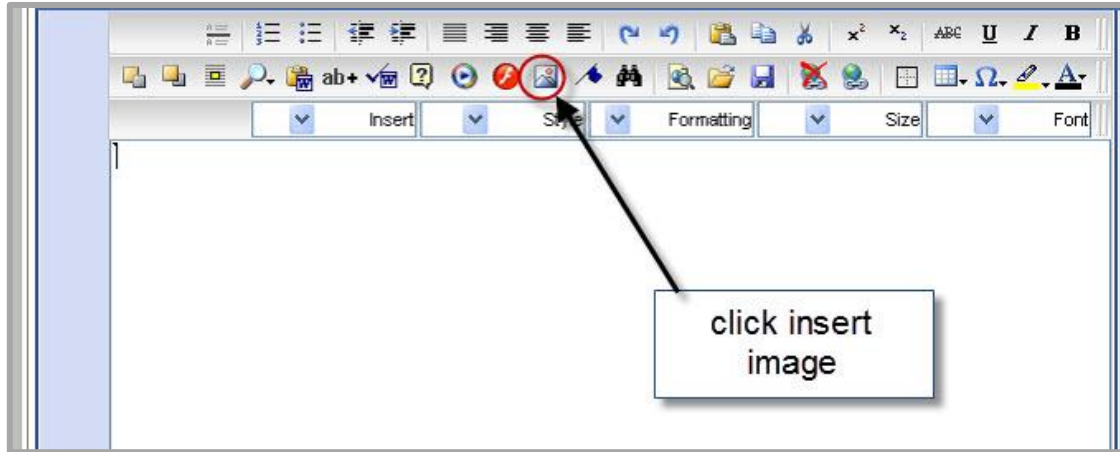 ABC U I B
ab+
Insert Style Formatting Size Font
click insert
image